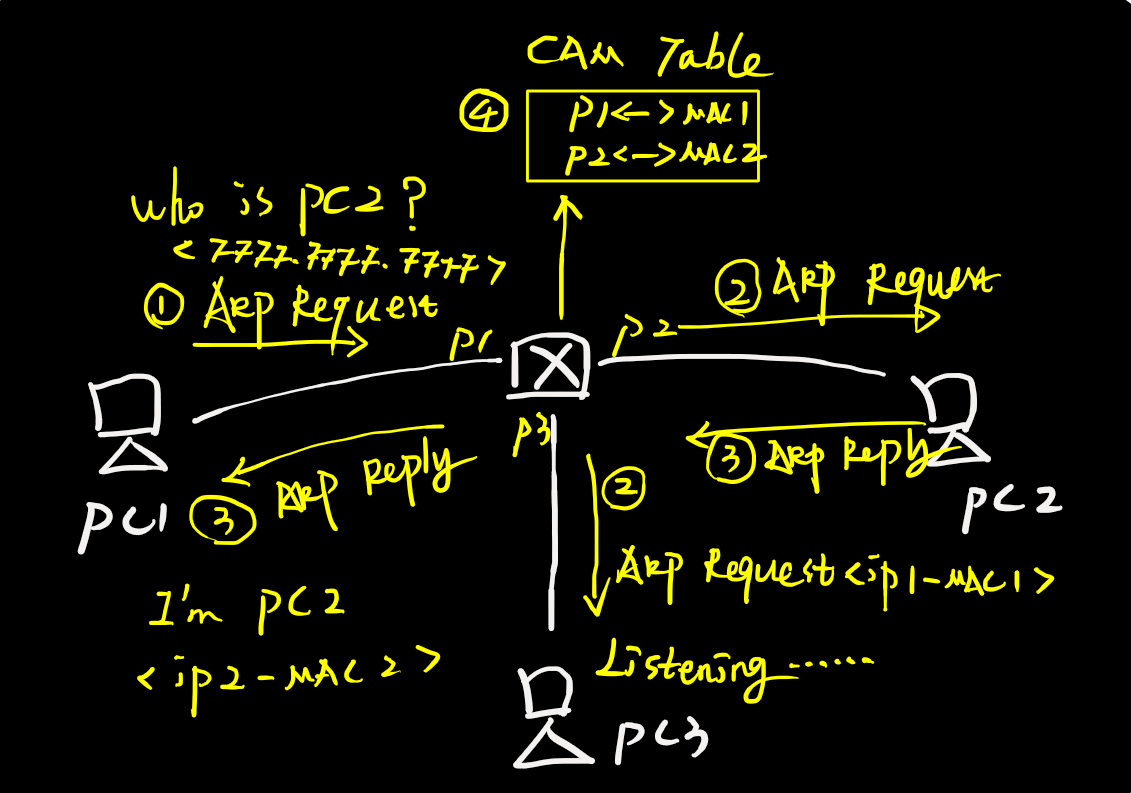 CAM Table
④ P1<->MAC1
P2<->MAC2
who is PC2?
<7777.7777.7777>
① ARP Request
② ARP Request
P1
P2
P3
③ ARP Reply
③ ARP Reply
②
PC1
PC2
ARP Request <ip1-MAC1>
I'm PC2
<ip2-MAC2>
Listening......
PC3